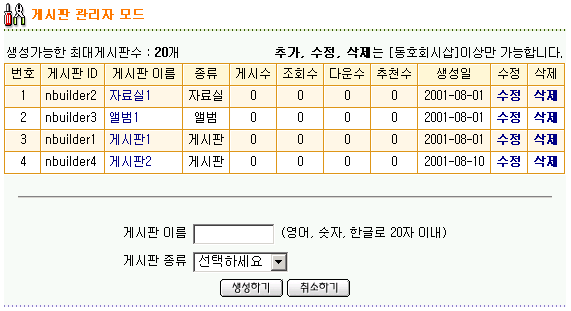 게시판 관리자 모드
생성가능한 최대게시판수 : 20개 추가, 수정, 삭제는 [동호회시삽]이상만 가능합니다.
번호 게시판 ID 게시판 이름 종류 게시수 조회수 다운수 추천수 생성일 수정 삭제
1 nbuilder2 자료실1 자료실 0 0 0 0 2001-08-01 수정 삭제
2 nbuilder3 앨범1 앨범 0 0 0 0 2001-08-01 수정 삭제
3 nbuilder1 게시판1 게시판 0 0 0 0 2001-08-01 수정 삭제
4 nbuilder4 게시판2 게시판 0 0 0 0 2001-08-10 수정 삭제
게시판 이름 (영어, 숫자, 한글로 20자 이내)
게시판 종류 선택하세요
생성하기 취소하기